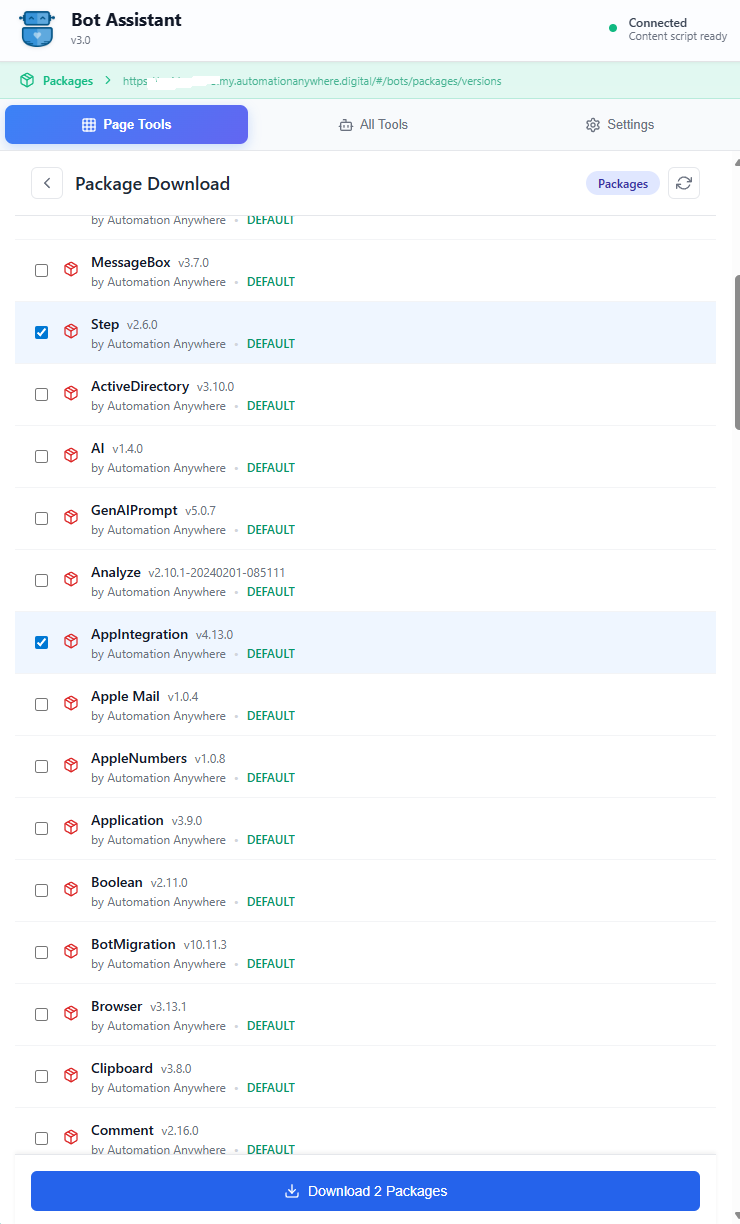 Bot Assistant
v3.0
Connected
Content script ready
Packages > https .my.automationanywhere.digital/#/bots/packages/versions
Page Tools
All Tools
Settings
Package Download
Packages
by Automation Anywhere • DEFAULT
MessageBox v3.7.0
by Automation Anywhere • DEFAULT
Step v2.6.0
by Automation Anywhere • DEFAULT
ActiveDirectory v3.10.0
by Automation Anywhere • DEFAULT
AI v1.4.0
by Automation Anywhere • DEFAULT
GenAIPrompt v5.0.7
by Automation Anywhere • DEFAULT
Analyze v2.10.1-20240201-085111
by Automation Anywhere • DEFAULT
AppIntegration v4.13.0
by Automation Anywhere • DEFAULT
Apple Mail v1.0.4
by Automation Anywhere • DEFAULT
AppleNumbers v1.0.8
by Automation Anywhere • DEFAULT
Application v3.9.0
by Automation Anywhere • DEFAULT
Boolean v2.11.0
by Automation Anywhere • DEFAULT
BotMigration v10.11.3
by Automation Anywhere • DEFAULT
Browser v3.13.1
by Automation Anywhere • DEFAULT
Clipboard v3.8.0
by Automation Anywhere • DEFAULT
Comment v2.16.0
by Automation Anywhere • DEFAULT
Download 2 Packages